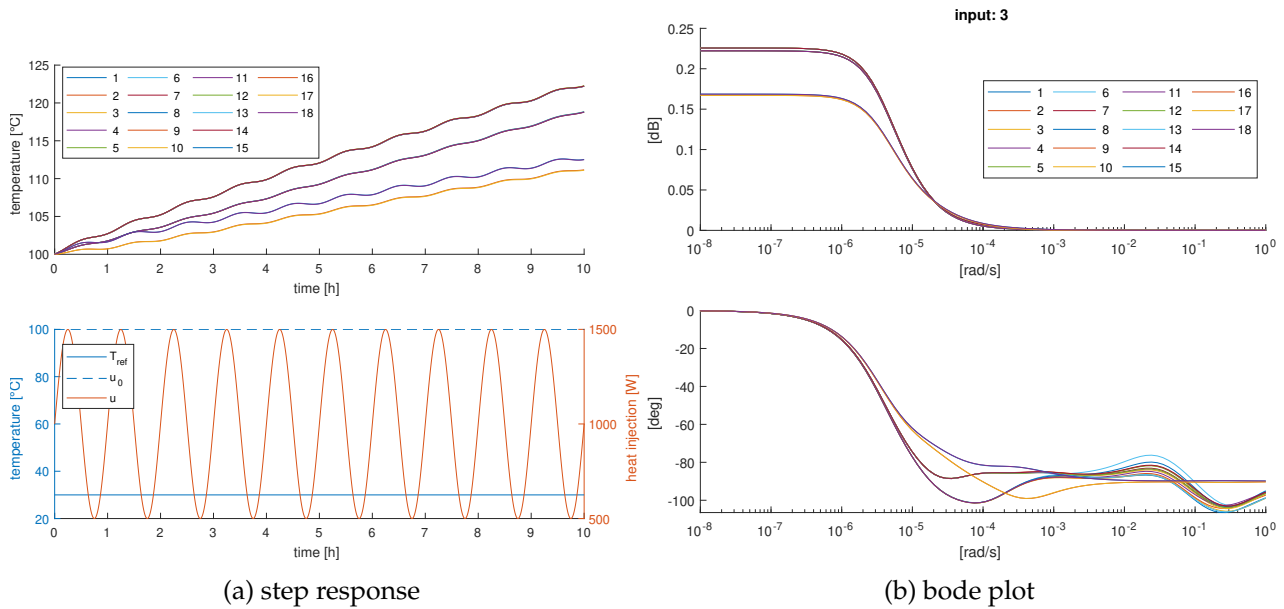 125
120
115
110
105
100
temperature [°C]
1 6 11 16
2 7 12 17
3 8 13 18
4 9 14
5 10 15
0 1 2 3 4 5 6 7 8 9 10
time [h]
100
80
60
40
20
temperature [°C]
T_ref
u_0
u
1500
1000
500
heat injection [W]
0 1 2 3 4 5 6 7 8 9 10
time [h]
(a) step response
input: 3
0.25
0.2
0.15
0.1
0.05
0
[dB]
1 6 11 16
2 7 12 17
3 8 13 18
4 9 14
5 10 15
10^-8 10^-7 10^-6 10^-5 10^-4 10^-3 10^-2 10^-1 10^0
[rad/s]
0
-20
-40
-60
-80
-100
[deg]
10^-8 10^-7 10^-6 10^-5 10^-4 10^-3 10^-2 10^-1 10^0
[rad/s]
(b) bode plot